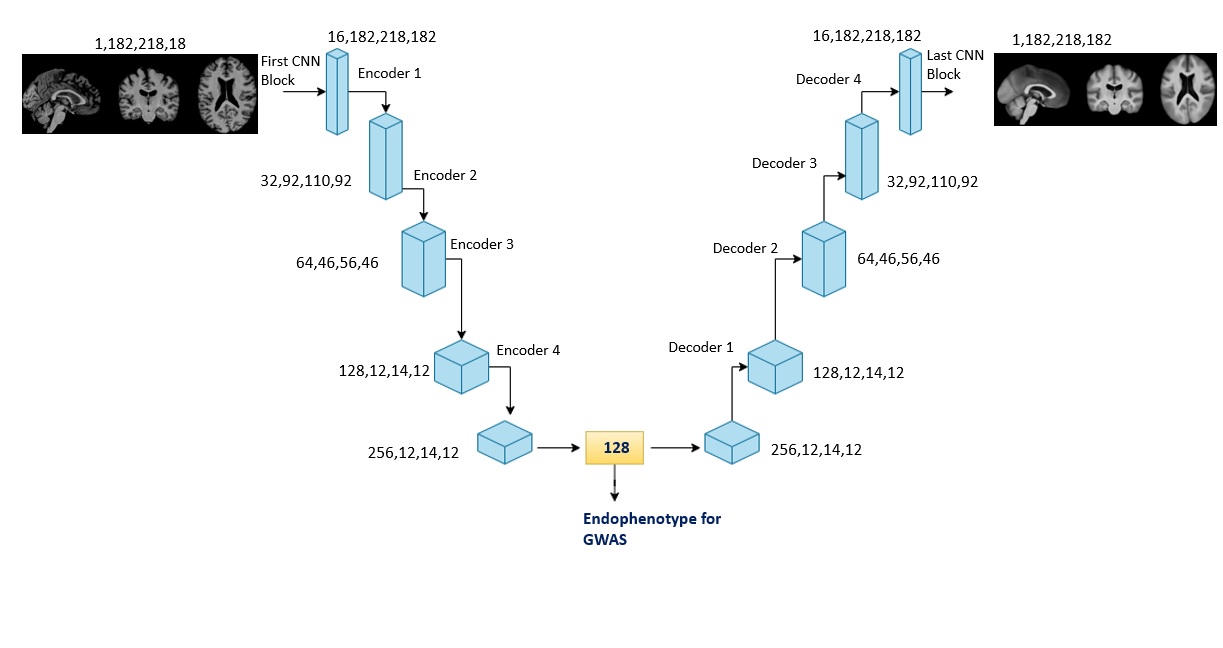 1,182,218,18
First CNN
Block
16,182,218,182
Encoder 1
32,92,110,92
Encoder 2
64,46,56,46
Encoder 3
128,12,14,12
Encoder 4
256,12,14,12
128
Endophenotype for
GWAS
256,12,14,12
Decoder 1
128,12,14,12
Decoder 2
64,46,56,46
Decoder 3
32,92,110,92
Decoder 4
16,182,218,182
Last CNN
Block
1,182,218,182